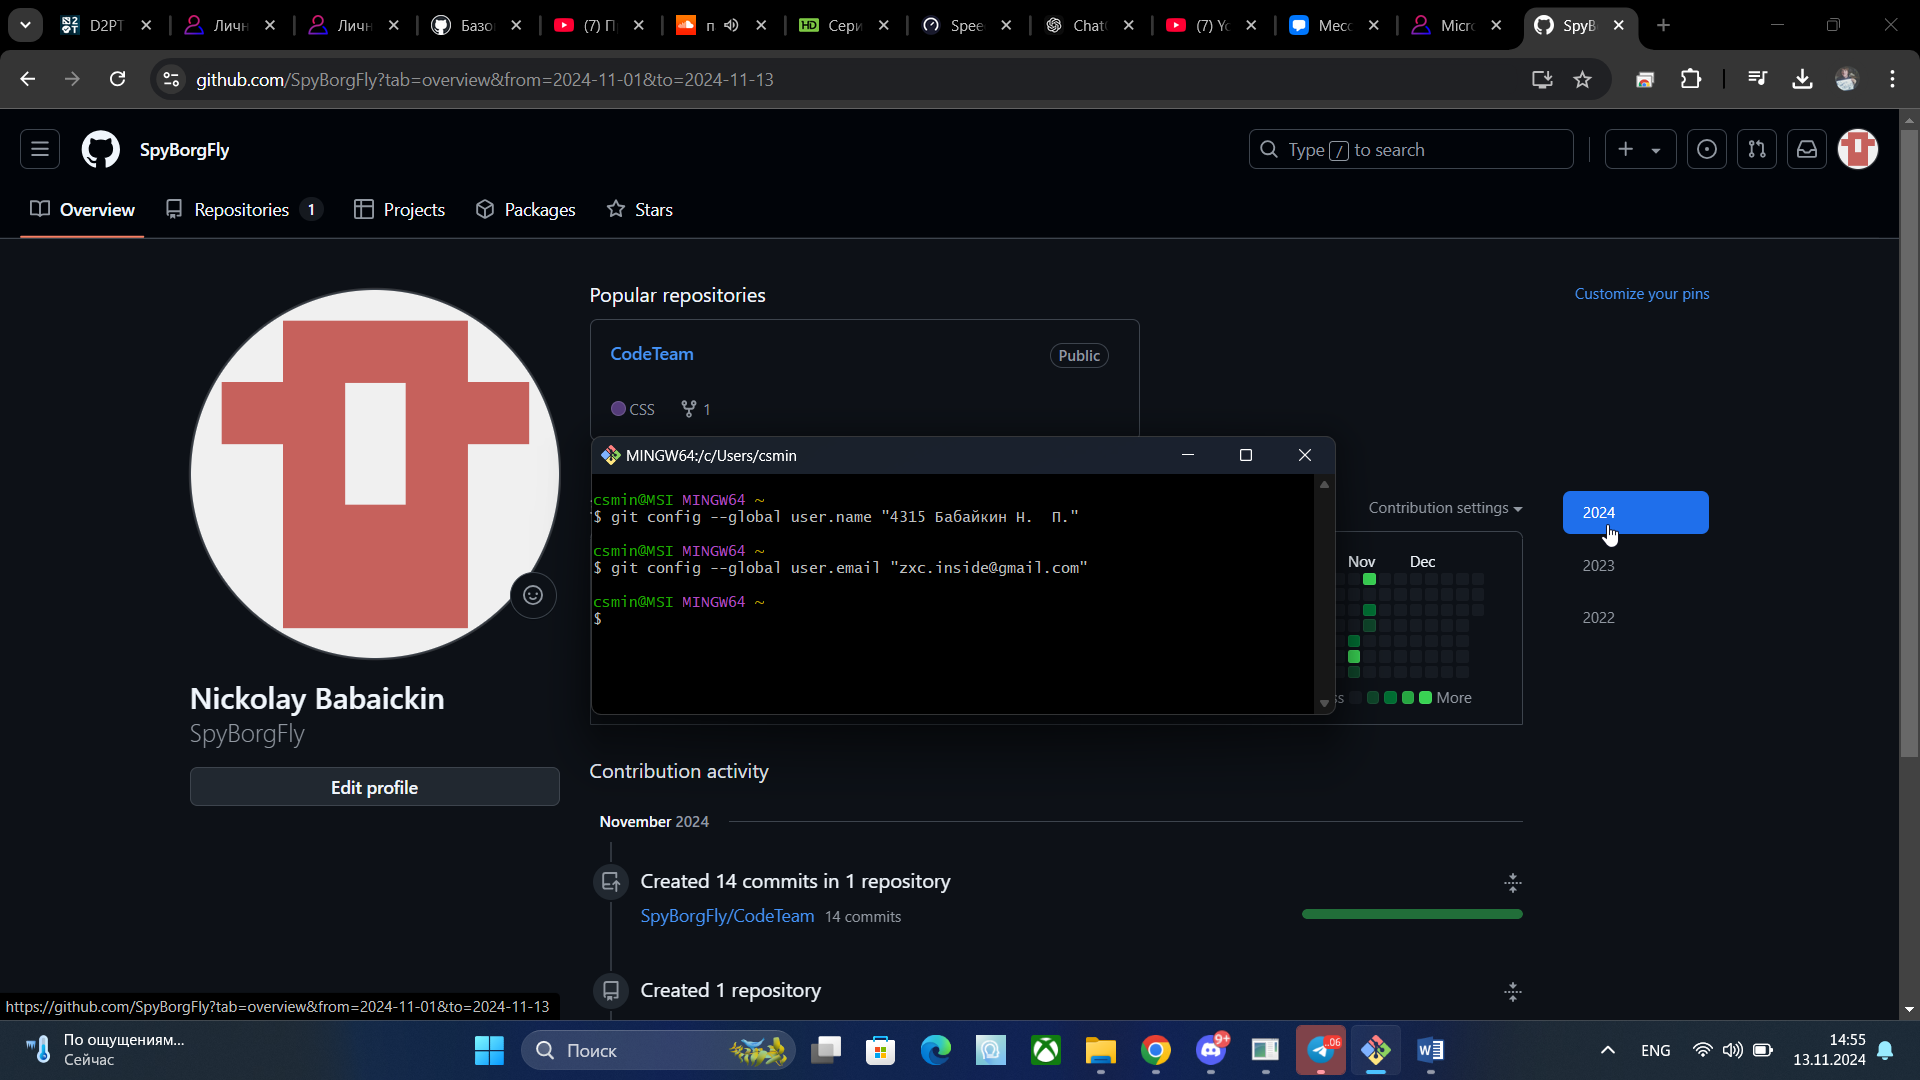 D2PT
Личн
Личн
Базо
(7) П
п
Сери
Spee
Chat
(7) Yo
Месс
Micro
SpyB
github.com/SpyBorgFly?tab=overview&from=2024-11-01&to=2024-11-13
SpyBorgFly
Type / to search
Overview
Repositories 1
Projects
Packages
Stars
Popular repositories
Customize your pins
CodeTeam
Public
CSS
1
MINGW64:/c/Users/csmin
csmin@MSI MINGW64 ~
$ git config --global user.name "4315 Бабайкин Н.  П."
csmin@MSI MINGW64 ~
$ git config --global user.email "zxc.inside@gmail.com"
csmin@MSI MINGW64 ~
$
Contribution settings
2024
Nov
Dec
2023
2022
ss
More
Nickolay Babaickin
SpyBorgFly
Edit profile
Contribution activity
November 2024
Created 14 commits in 1 repository
SpyBorgFly/CodeTeam 14 commits
Created 1 repository
https://github.com/SpyBorgFly?tab=overview&from=2024-11-01&to=2024-11-13
По ощущениям...
Сейчас
Поиск
9+
.06
ENG
14:55
13.11.2024